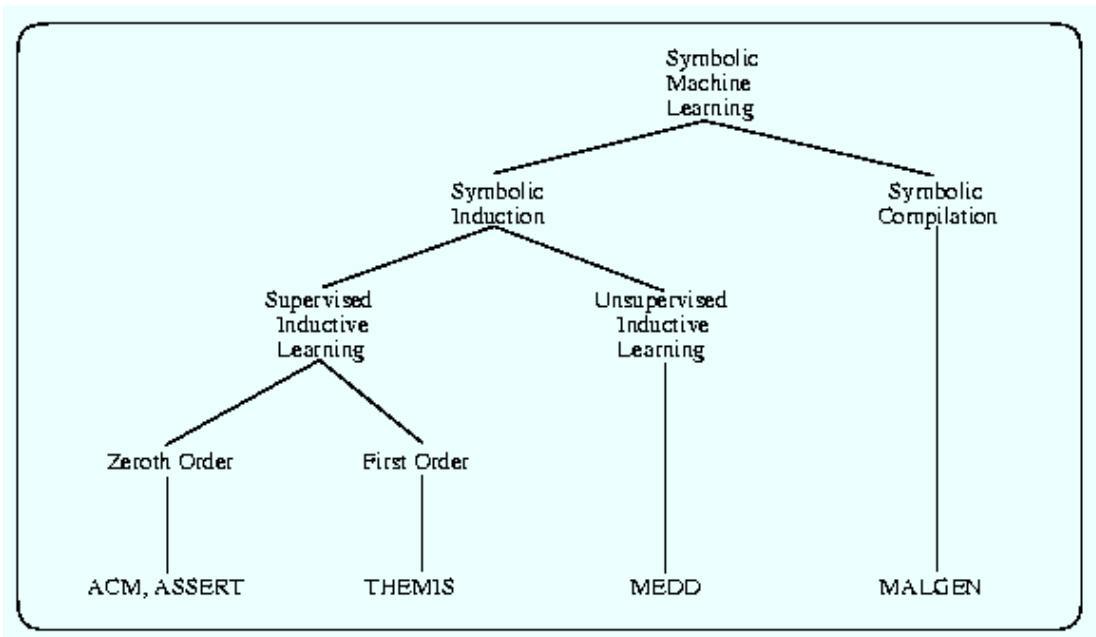 Symbolic
Machine
Learning
Symbolic
Induction
Symbolic
Compilation
Supervised
Inductive
Learning
Unsupervised
Inductive
Learning
Zeroth Order
First Order
ACM, ASSERT
THEMIS
MEDD
MALGEN